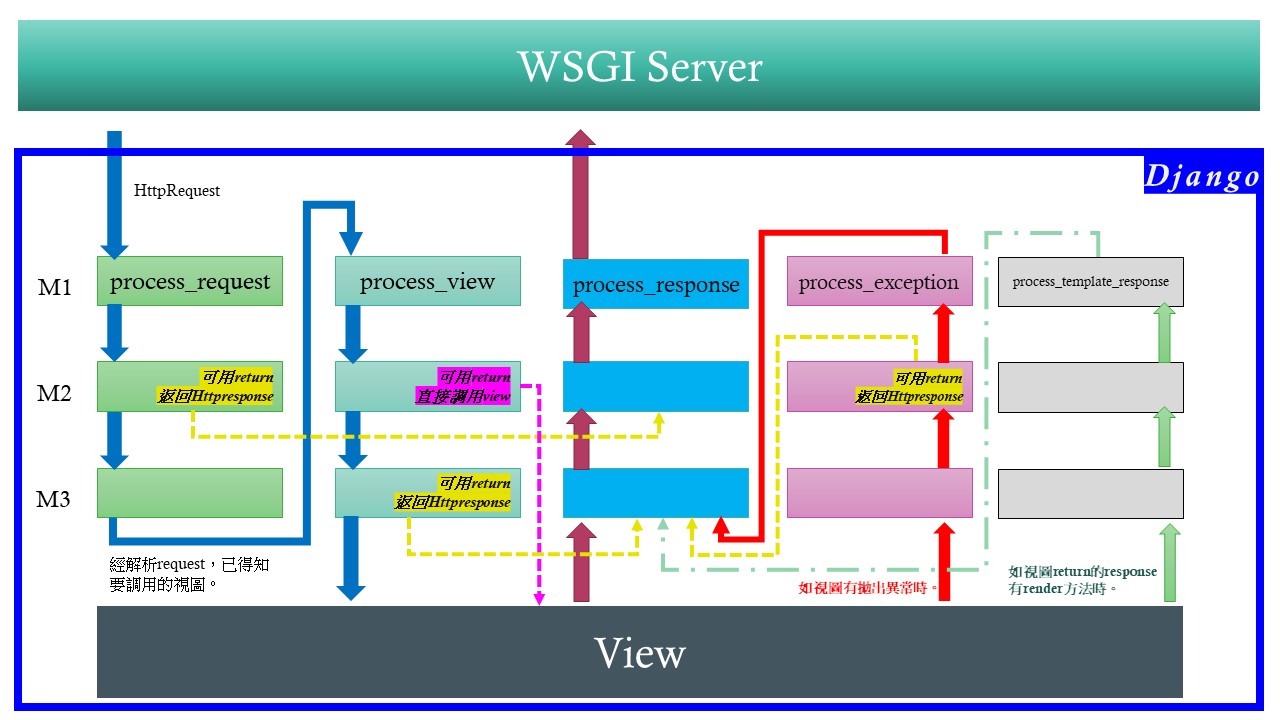 WSGI Server
Django
HttpRequest
M1
process_request
process_view
process_response
process_exception
process_template_response
M2
可用return
返回Httpresponse
可用return
直接調用view
可用return
返回Httpresponse
M3
可用return
返回Httpresponse
經解析request，已得知
要調用的視圖。
如視圖有拋出異常時。
如視圖return的response
有render方法時。
View